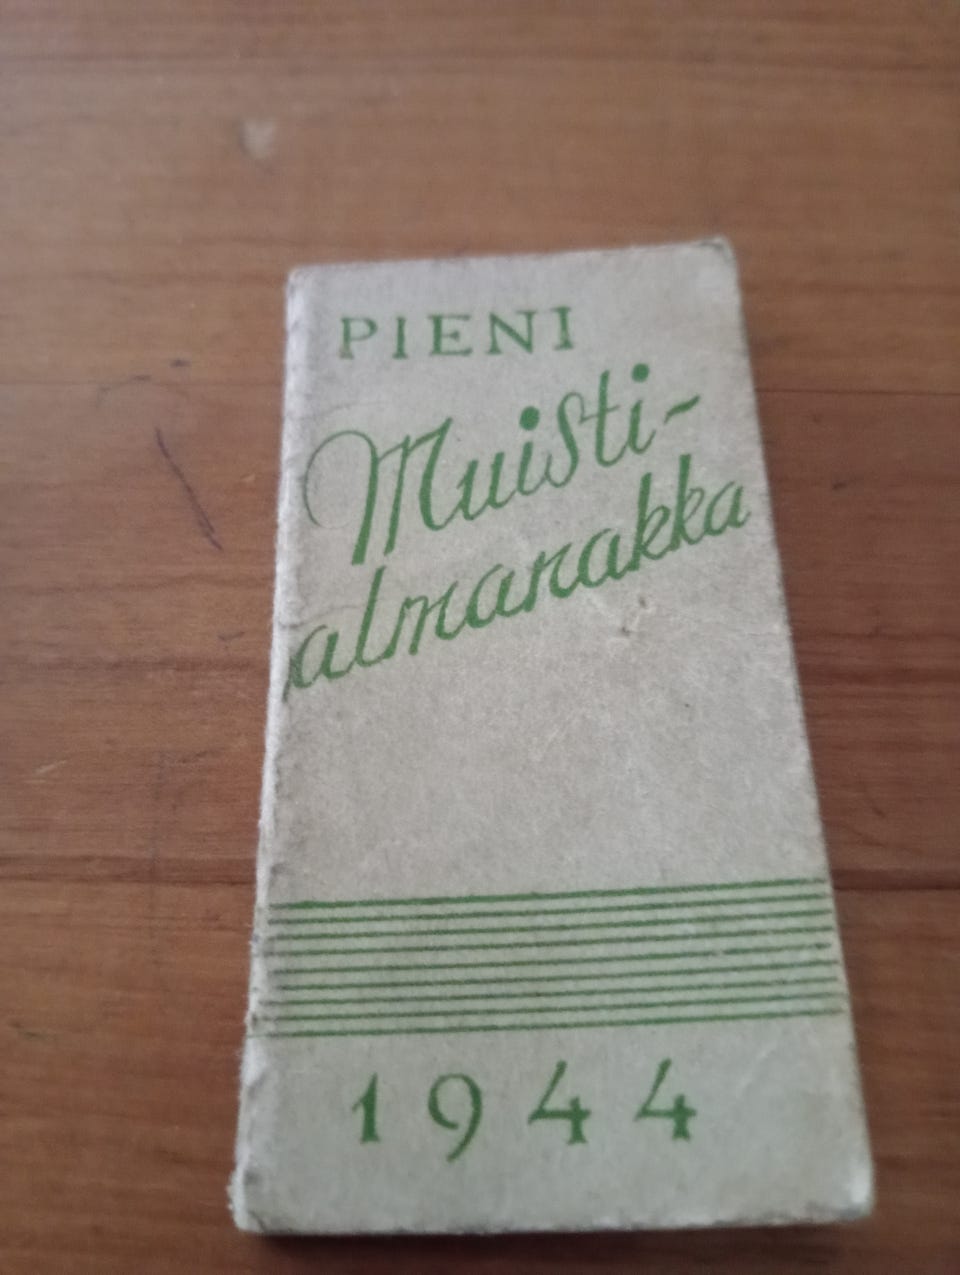 PIENI
Muisti-
almanakka
1944